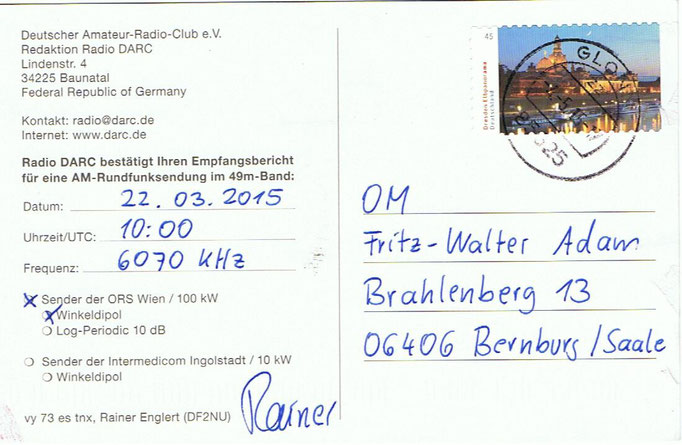 Deutscher Amateur-Radio-Club e.V.
Redaktion Radio DARC
Lindenstr. 4
34225 Baunatal
Federal Republic of Germany
Kontakt: radio@darc.de
Internet: www.darc.de
Radio DARC bestätigt Ihren Empfangsbericht
für eine AM-Rundfunksendung im 49m-Band:
Datum: 22.03.2015
Uhrzeit/UTC: 10:00
Frequenz: 6070 KHz
Sender der ORS Wien / 100 kW
Winkeldipol
Log-Periodic 10 dB
Sender der Intermedicom Ingolstadt / 10 kW
Winkeldipol
vy 73 es tnx, Rainer Englert (DF2NU)
Rainer
45
Dresden Elbpanorama
Deutschland
OM
Fritz-Walter Adam
Brahlenberg 13
06406 Bernburg/Saale